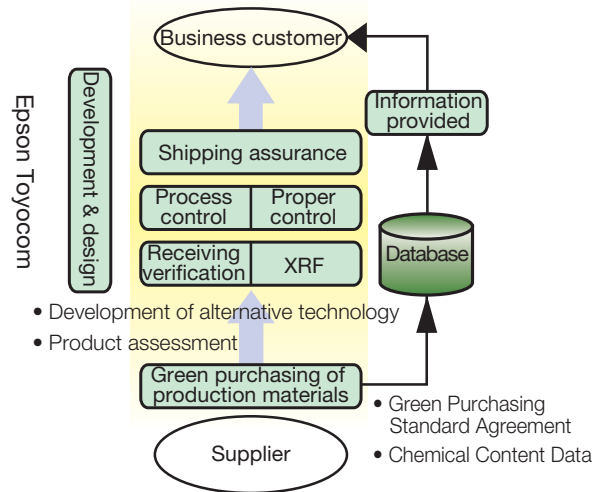 Business customer
Epson Toyocom
Development & design
Information
provided
Shipping assurance
Process
control
Proper
control
Receiving
verification
XRF
Database
• Development of alternative technology
• Product assessment
Green purchasing of
production materials
• Green Purchasing
Standard Agreement
• Chemical Content Data
Supplier